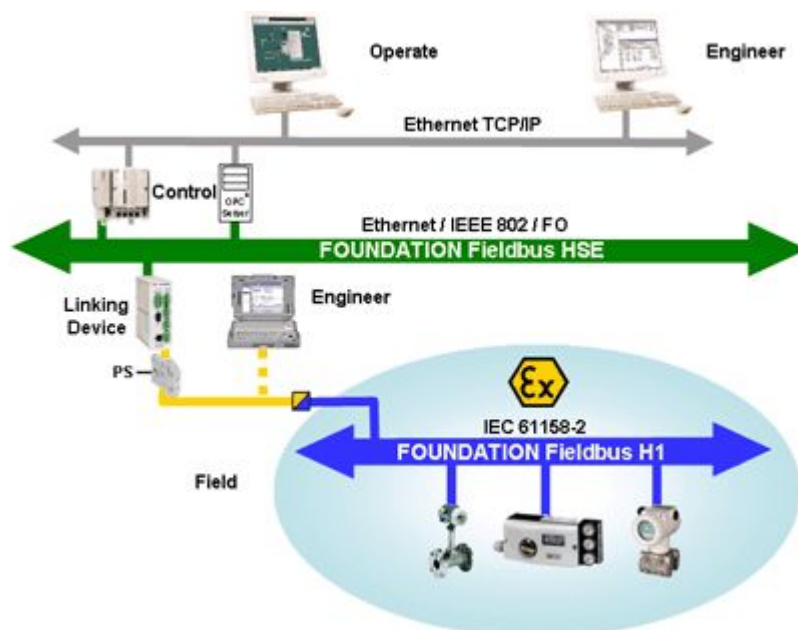 Operate
Engineer
Ethernet TCP/IP
Control
OPC
Server
Ethernet / IEEE 802 / FO
FOUNDATION Fieldbus HSE
Linking
Device
Engineer
PS
Ex
IEC 61158-2
FOUNDATION Fieldbus H1
Field